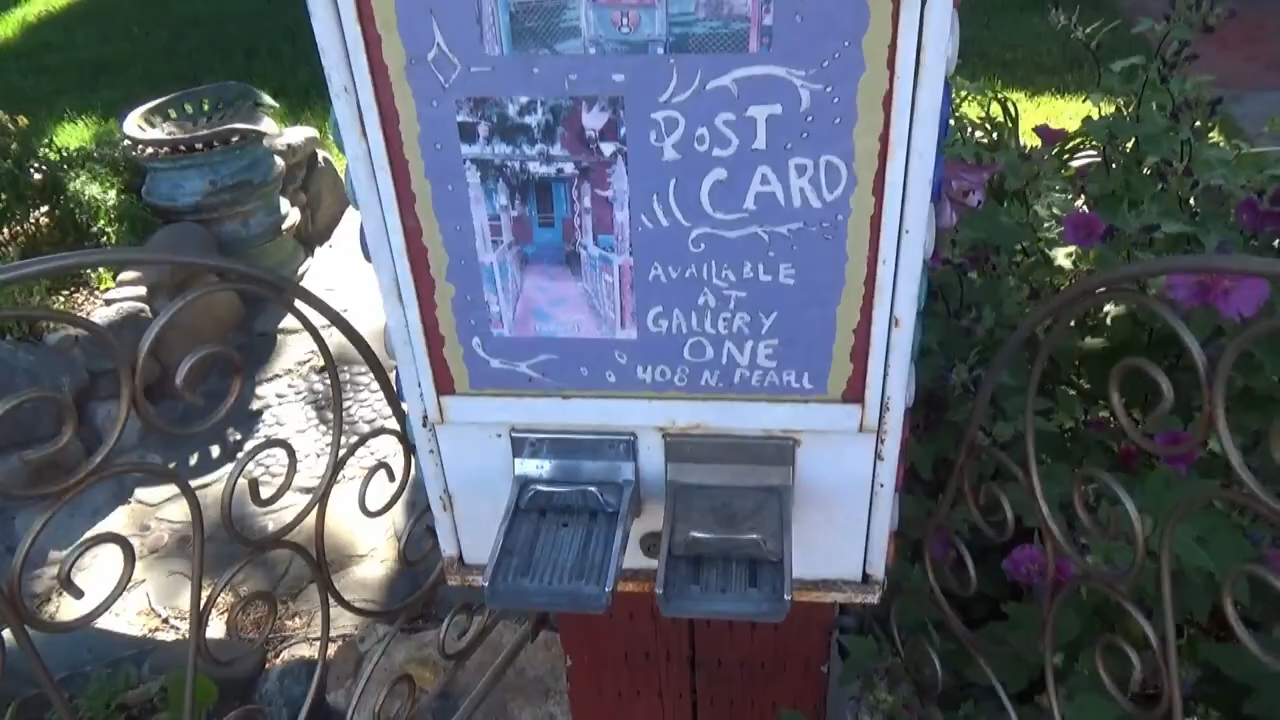 POST
CARD
AVAILABLE
AT
GALLERY
ONE
408 N. PEARL